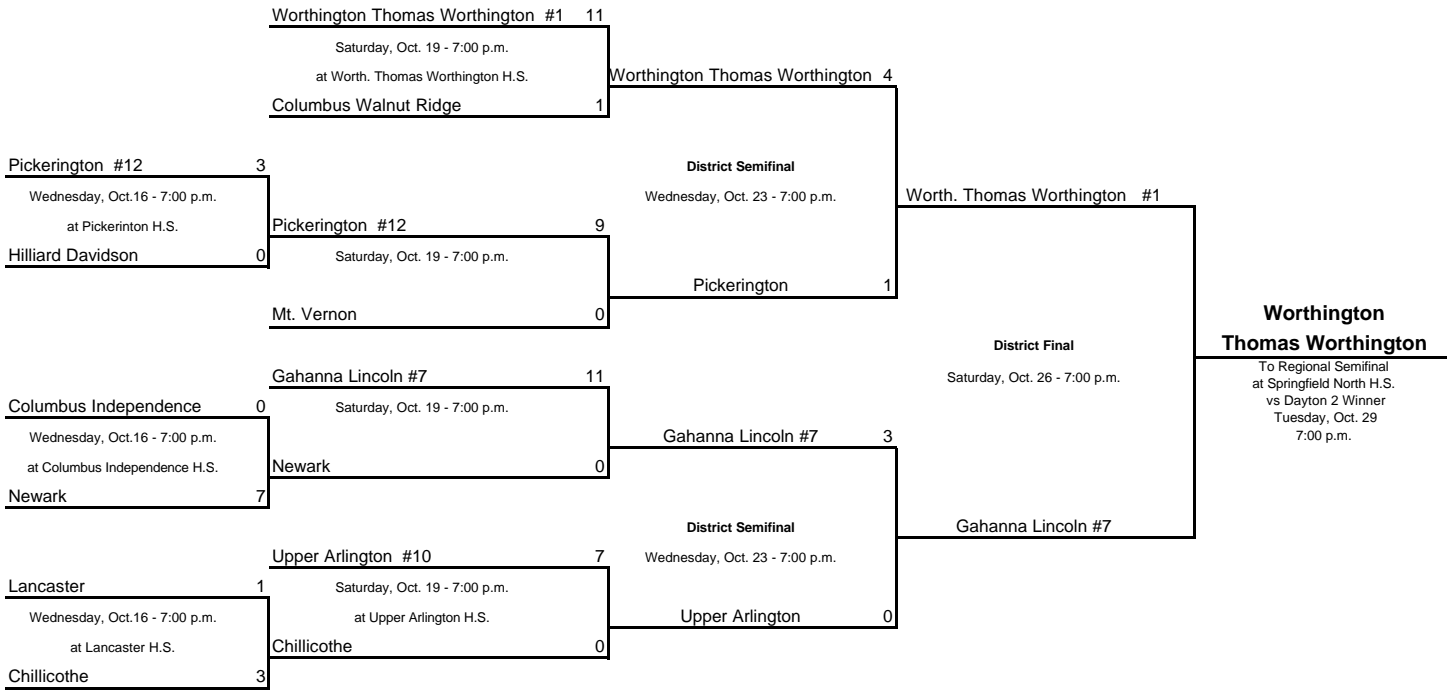 Worthington Thomas Worthington #1 11
Saturday, Oct. 19 - 7:00 p.m.
at Worth. Thomas Worthington H.S.
Columbus Walnut Ridge 1
Worthington Thomas Worthington 4
Pickerington #12 3
Wednesday, Oct.16 - 7:00 p.m.
at Pickerinton H.S.
Hilliard Davidson 0
Pickerington #12 9
Saturday, Oct. 19 - 7:00 p.m.
Mt. Vernon 0
District Semifinal
Wednesday, Oct. 23 - 7:00 p.m.
Pickerington 1
Worth. Thomas Worthington #1
Gahanna Lincoln #7 11
Saturday, Oct. 19 - 7:00 p.m.
Newark 0
Columbus Independence 0
Wednesday, Oct.16 - 7:00 p.m.
at Columbus Independence H.S.
Newark 7
Gahanna Lincoln #7 3
District Final
Saturday, Oct. 26 - 7:00 p.m.
Worthington
Thomas Worthington
To Regional Semifinal
at Springfield North H.S.
vs Dayton 2 Winner
Tuesday, Oct. 29
7:00 p.m.
Upper Arlington #10 7
Saturday, Oct. 19 - 7:00 p.m.
at Upper Arlington H.S.
Chillicothe 0
Lancaster 1
Wednesday, Oct.16 - 7:00 p.m.
at Lancaster H.S.
Chillicothe 3
District Semifinal
Wednesday, Oct. 23 - 7:00 p.m.
Upper Arlington 0
Gahanna Lincoln #7